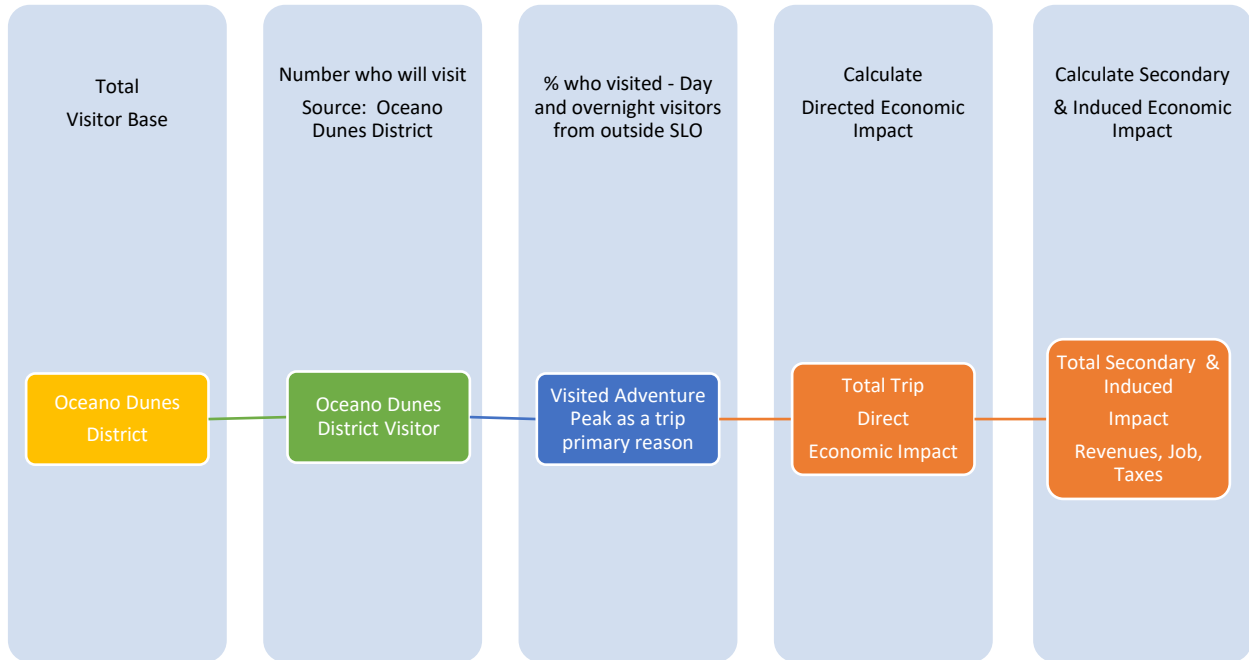 Total
Visitor Base
Number who will visit
Source:  Oceano
Dunes District
% who visited - Day
and overnight visitors
from outside SLO
Calculate
Directed Economic
Impact
Calculate Secondary
& Induced Economic
Impact
Oceano Dunes
District
Oceano Dunes
District Visitor
Visited Adventure
Peak as a trip
primary reason
Total Trip
Direct
Economic Impact
Total Secondary  &
Induced
Impact
Revenues, Job,
Taxes